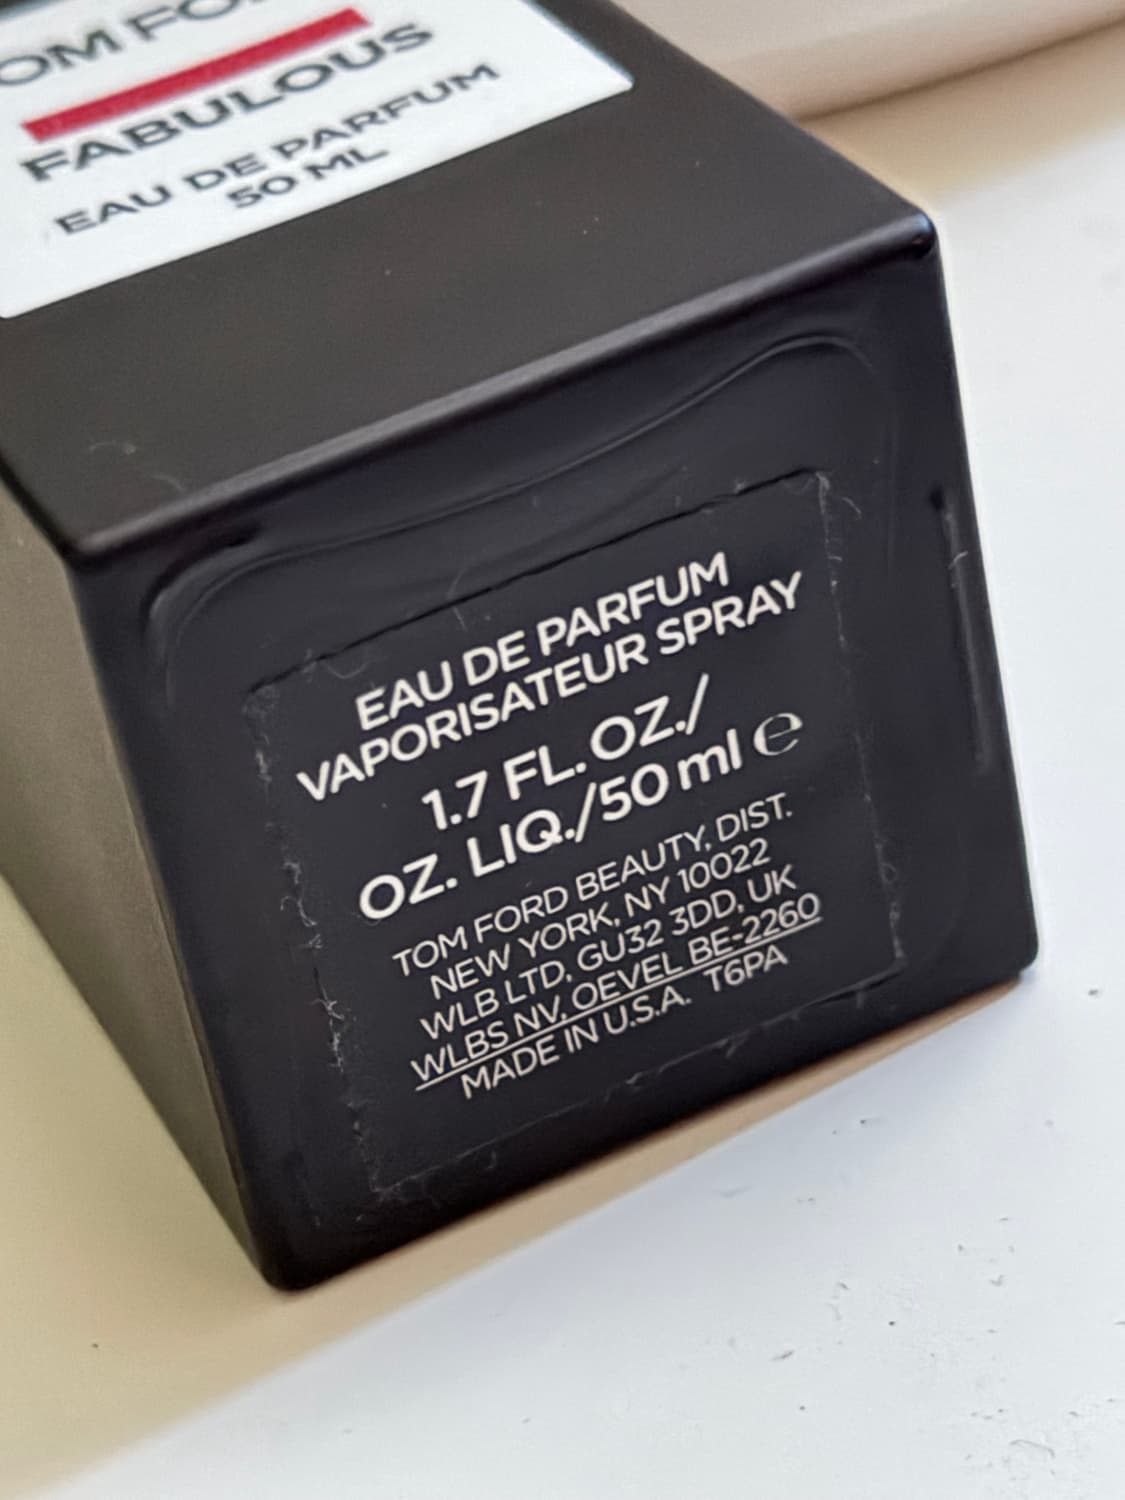 OM FO
FABULOUS
EAU DE PARFUM
50 ML
EAU DE PARFUM
VAPORISATEUR SPRAY
1.7 FL. OZ./
OZ. LIQ./50 ml ℮
TOM FORD BEAUTY, DIST.
NEW YORK, NY 10022
WLB LTD, GU32 3DD, UK
WLBS NV, OEVEL BE-2260
MADE IN U.S.A. T6PA